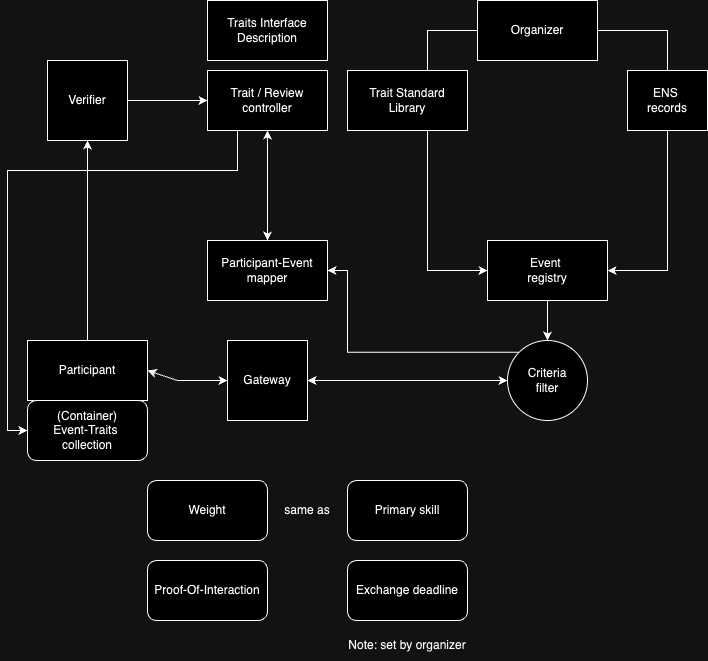 Traits Interface
Description
Organizer
Verifier
Trait / Review
controller
Trait Standard
Library
ENS
records
Participant-Event
mapper
Event
registry
Participant
Gateway
Criteria
filter
(Container)
Event-Traits
collection
Weight
same as
Primary skill
Proof-Of-Interaction
Exchange deadline
Note: set by organizer